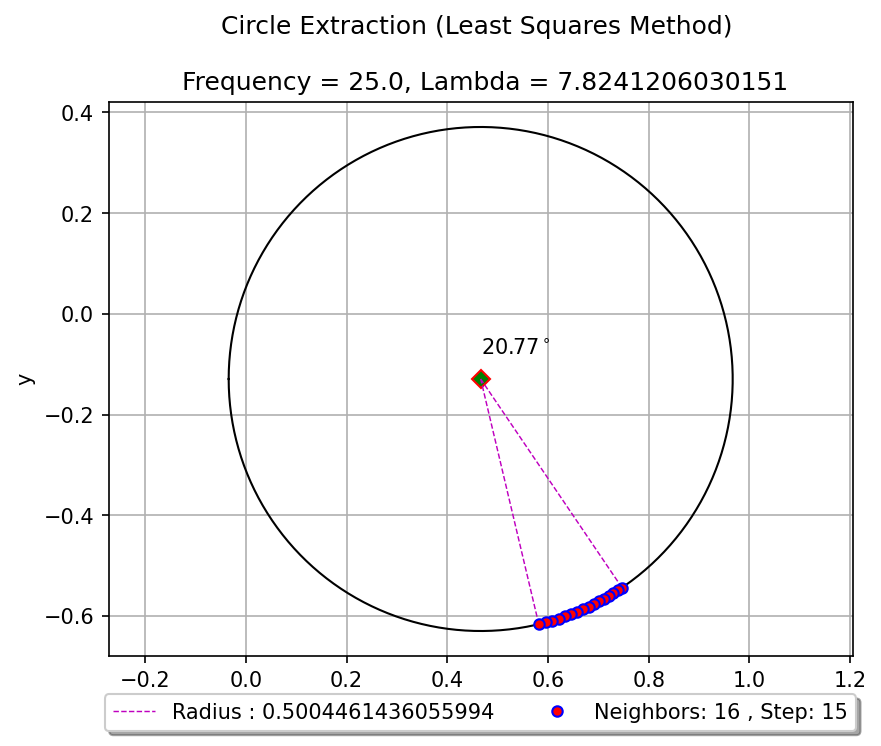 Circle Extraction (Least Squares Method)
Frequency = 25.0, Lambda = 7.8241206030151
0.4
0.2
0.0
−0.2
−0.4
−0.6
y
20.77°
−0.2 0.0 0.2 0.4 0.6 0.8 1.0 1.2
Radius : 0.5004461436055994 Neighbors: 16 , Step: 15